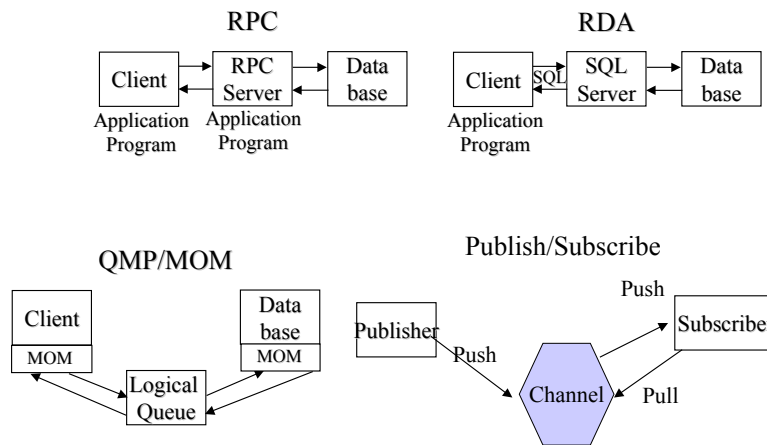 RPC
Client
RPC
Server
Data
base
Application
Program
Application
Program
RDA
Client
SQL
SQL
Server
Data
base
Application
Program
QMP/MOM
Client
MOM
Data
base
MOM
Logical
Queue
Publish/Subscribe
Publisher
Push
Channel
Push
Subscriber
Pull